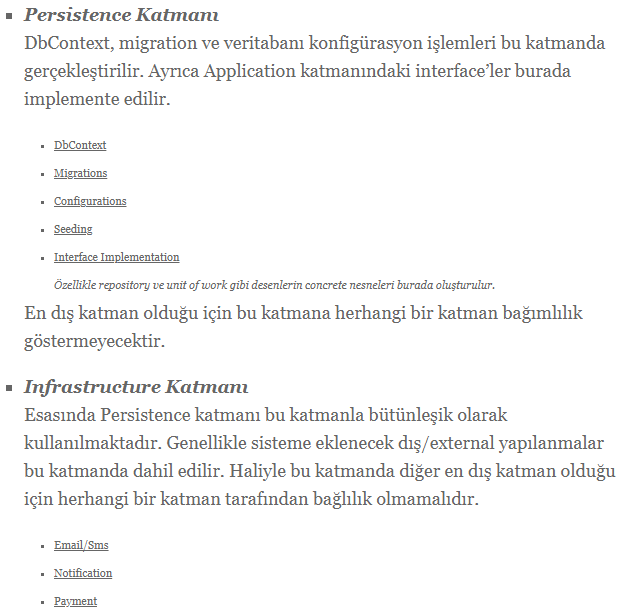 Persistence Katmanı
DbContext, migration ve veritabanı konfigürasyon işlemleri bu katmanda
gerçekleştirilir. Ayrıca Application katmanındaki interface’ler burada
implemente edilir.
DbContext
Migrations
Configurations
Seeding
Interface Implementation
Özellikle repository ve unit of work gibi desenlerin concrete nesneleri burada oluşturulur.
En dış katman olduğu için bu katmana herhangi bir katman bağımlılık
göstermeyecektir.
Infrastructure Katmanı
Esasında Persistence katmanı bu katmanla bütünleşik olarak
kullanılmaktadır. Genellikle sisteme eklenecek dış/external yapılanmalar
bu katmanda dahil edilir. Haliyle bu katmanda diğer en dış katman olduğu
için herhangi bir katman tarafından bağlılık olmamalıdır.
Email/Sms
Notification
Payment